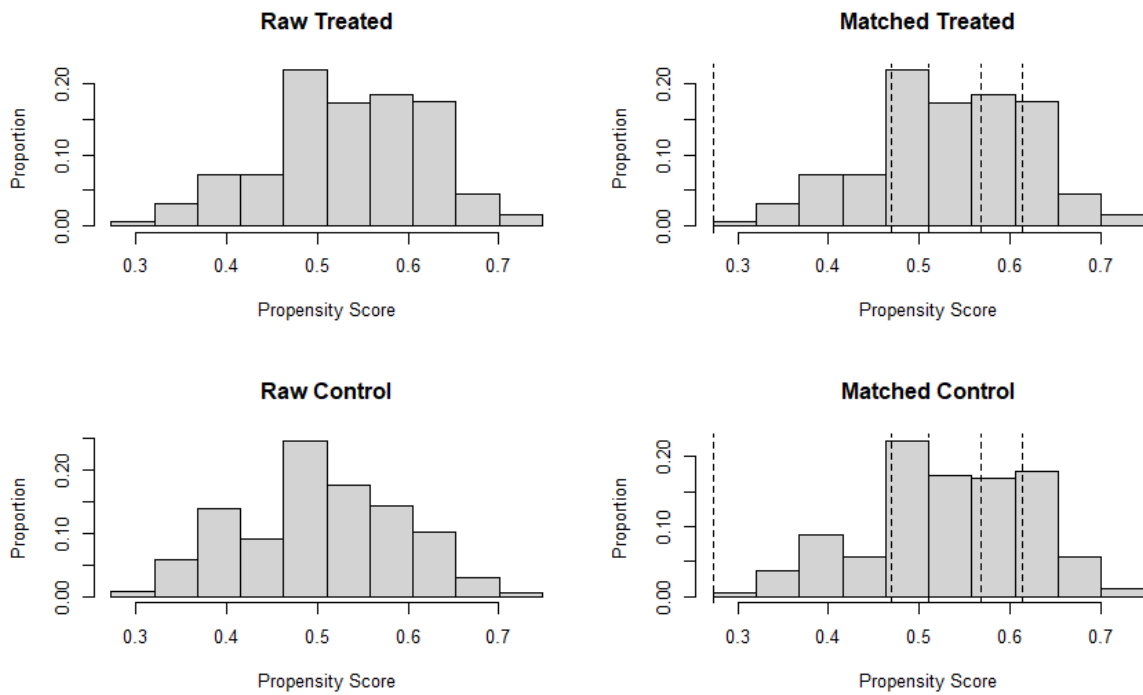 Raw Treated
Proportion
0.00 0.10 0.20
0.3 0.4 0.5 0.6 0.7
Propensity Score
Matched Treated
Proportion
0.00 0.10 0.20
0.3 0.4 0.5 0.6 0.7
Propensity Score
Raw Control
Proportion
0.00 0.10 0.20
0.3 0.4 0.5 0.6 0.7
Propensity Score
Matched Control
Proportion
0.00 0.10 0.20
0.3 0.4 0.5 0.6 0.7
Propensity Score